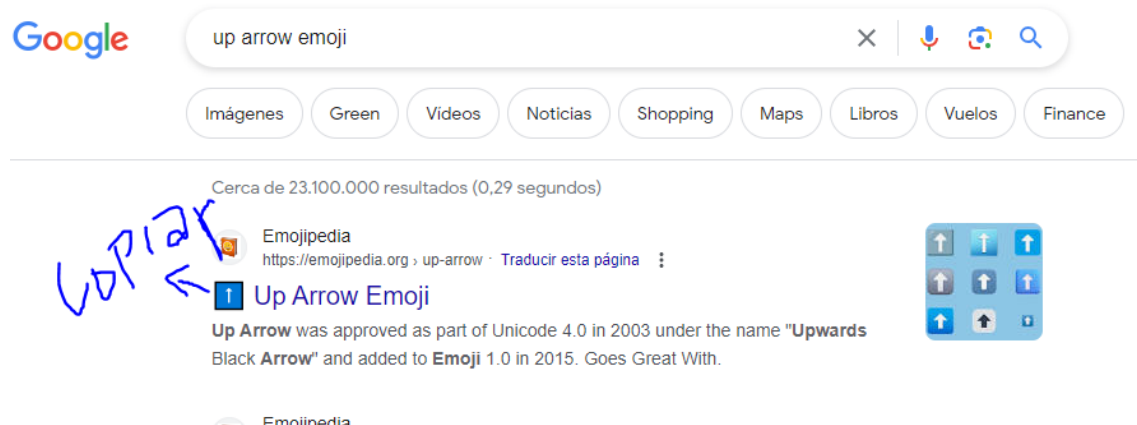 Google
up arrow emoji
Imágenes Green Vídeos Noticias Shopping Maps Libros Vuelos Finance
Cerca de 23.100.000 resultados (0,29 segundos)
copiar
Emojipedia
https://emojipedia.org › up-arrow · Traducir esta página
⬆️ Up Arrow Emoji
Up Arrow was approved as part of Unicode 4.0 in 2003 under the name "Upwards
Black Arrow" and added to Emoji 1.0 in 2015. Goes Great With.
Emojipedia